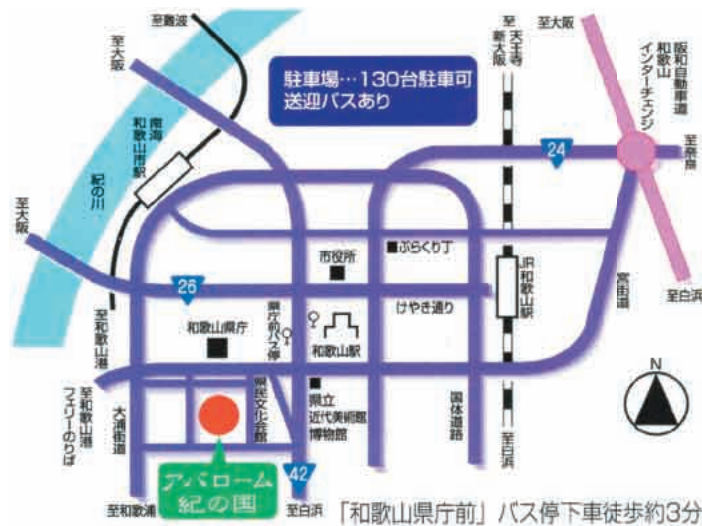 至難波
至大阪
至天王寺
新大阪
至大阪
阪和自動車道
和歌山
インターチェンジ
駐車場…130台駐車可
送迎バスあり
南海
和歌山市駅
紀の川
24
至奈良
至大阪
市役所
ぶらくり丁
JR和歌山駅
宮街道
至白浜
26
けやき通り
至和歌山港
和歌山県庁
県庁前バス停
和歌山駅
N
至和歌山港
フェリーのりば
大浦街道
県民文化会館
県立
近代美術館
博物館
国体道路
至白浜
アバローム
紀の国
42
至和歌浦
至白浜
「和歌山県庁前」バス停下車徒歩約3分